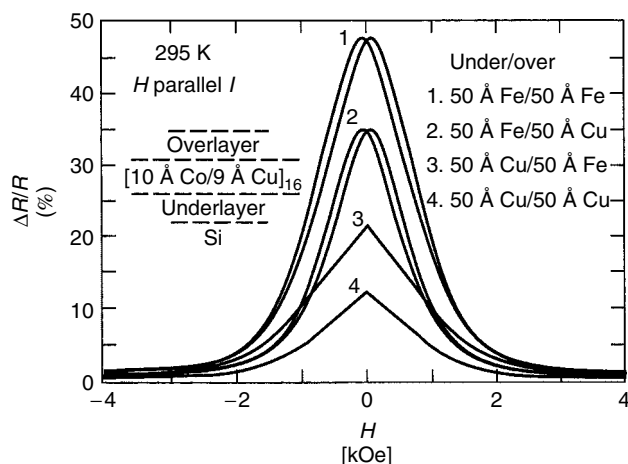 50
40
30
20
10
0
ΔR/R
(%)
295 K
H parallel I
Overlayer
[10 Å Co/9 Å Cu]16
Underlayer
Si
1
2
3
4
Under/over
1. 50 Å Fe/50 Å Fe
2. 50 Å Fe/50 Å Cu
3. 50 Å Cu/50 Å Fe
4. 50 Å Cu/50 Å Cu
−4
−2
0
2
4
H
[kOe]